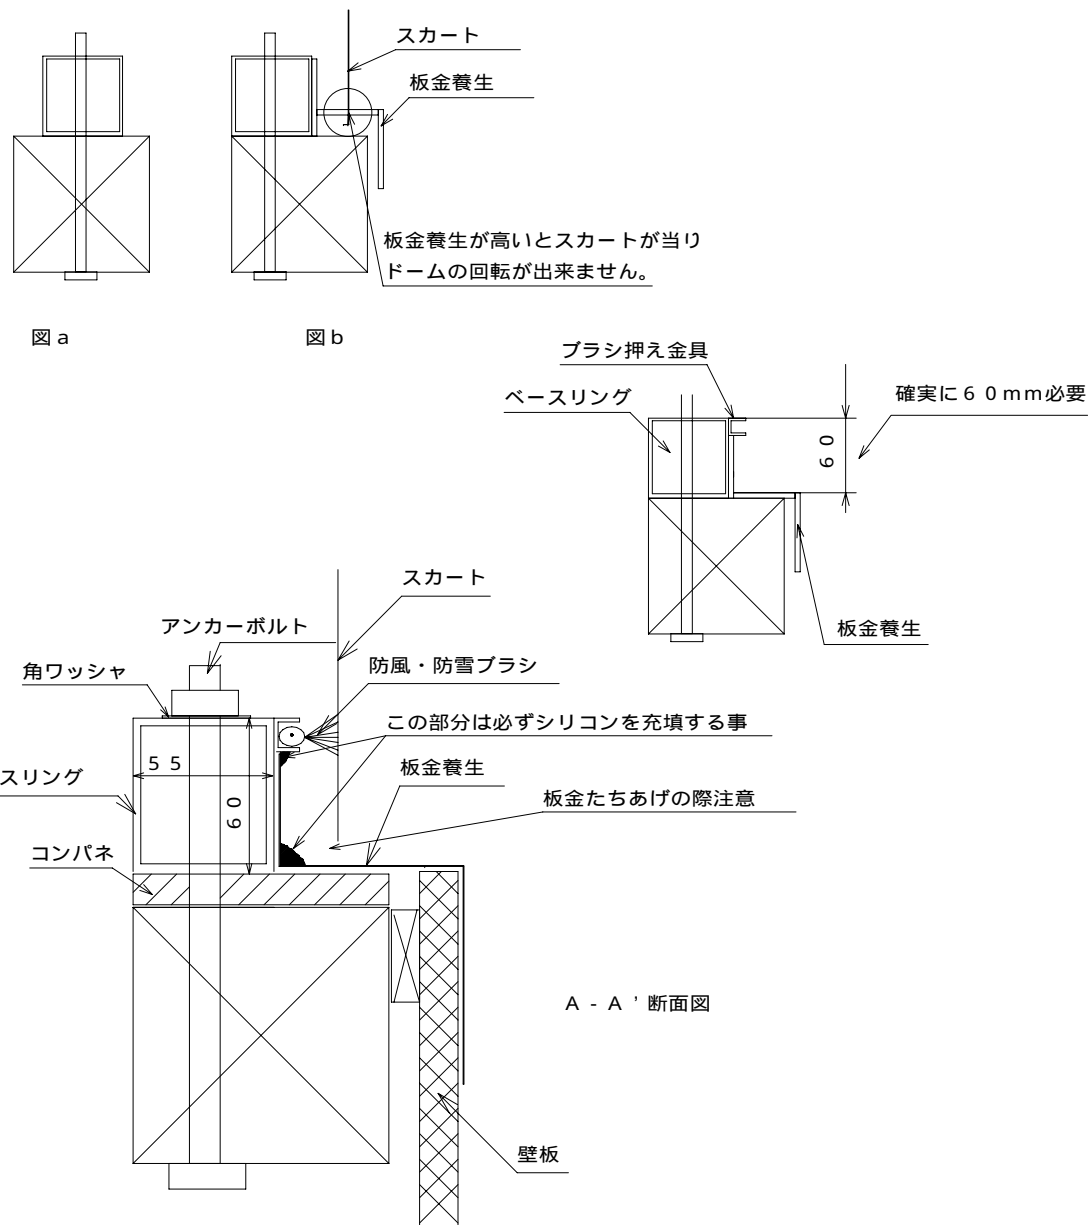 スカート
板金養生
板金養生が高いとスカートが当り
ドームの回転が出来ません。
図a
図b
ブラシ押え金具
ベースリング
確実に60mm必要
60
板金養生
スカート
アンカーボルト
角ワッシャ
防風・防雪ブラシ
この部分は必ずシリコンを充填する事
55
板金養生
スリング
60
板金たちあげの際注意
コンパネ
A-A'断面図
壁板